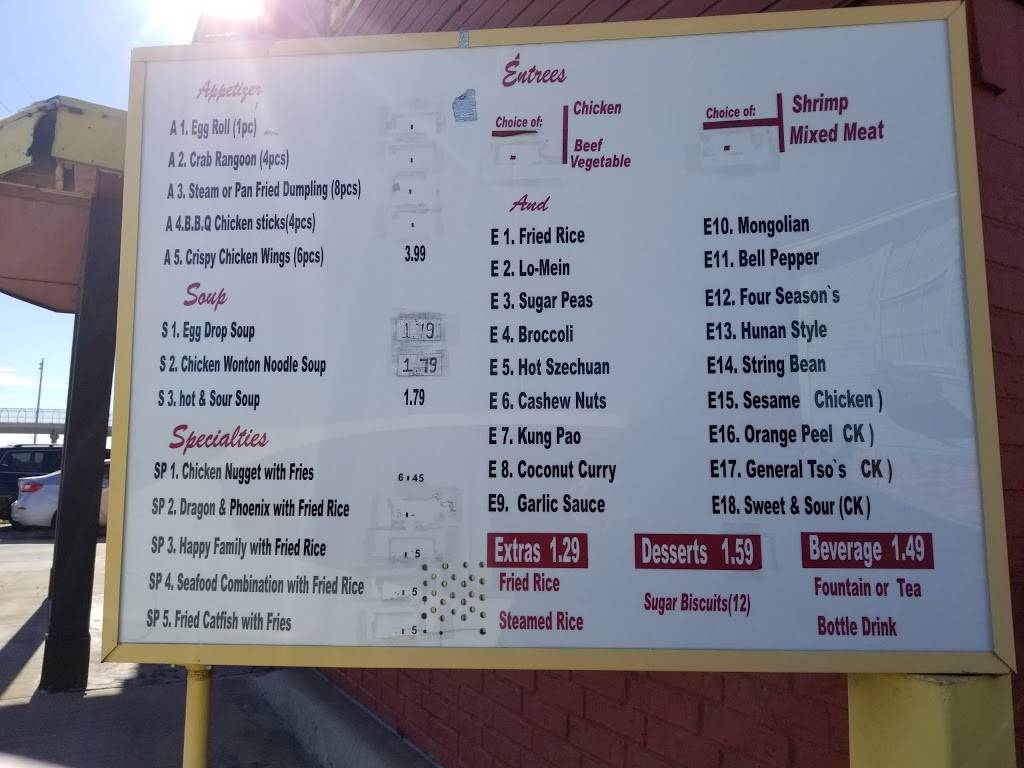 Appetizer
A 1. Egg Roll (1pc)
A 2. Crab Rangoon (4pcs)
A 3. Steam or Pan Fried Dumpling (8pcs)
A 4.B.B.Q Chicken sticks(4pcs)
A 5. Crispy Chicken Wings (6pcs) 3.99
Soup
S 1. Egg Drop Soup 1.79
S 2. Chicken Wonton Noodle Soup 1.79
S 3. hot & Sour Soup 1.79
Specialties
SP 1. Chicken Nugget with Fries 6.45
SP 2. Dragon & Phoenix with Fried Rice
SP 3. Happy Family with Fried Rice
SP 4. Seafood Combination with Fried Rice
SP 5. Fried Catfish with Fries
Entrees
Choice of:
Chicken
Beef
Vegetable
Choice of:
Shrimp
Mixed Meat
And
E 1. Fried Rice
E 2. Lo-Mein
E 3. Sugar Peas
E 4. Broccoli
E 5. Hot Szechuan
E 6. Cashew Nuts
E 7. Kung Pao
E 8. Coconut Curry
E9. Garlic Sauce
E10. Mongolian
E11. Bell Pepper
E12. Four Season`s
E13. Hunan Style
E14. String Bean
E15. Sesame Chicken )
E16. Orange Peel CK )
E17. General Tso`s CK )
E18. Sweet & Sour (CK )
Extras 1.29
Fried Rice
Steamed Rice
Desserts 1.59
Sugar Biscuits(12)
Beverage 1.49
Fountain or Tea
Bottle Drink